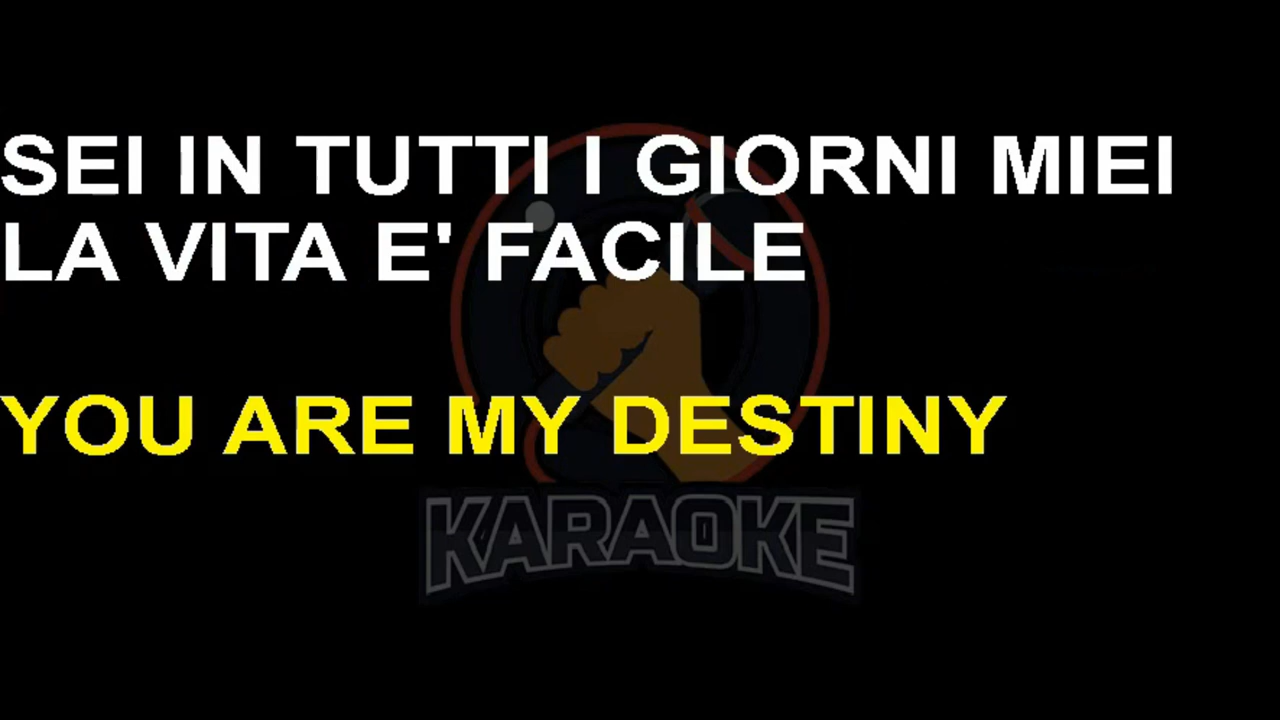 SEI IN TUTTI I GIORNI MIEI
LA VITA E' FACILE
YOU ARE MY DESTINY
KARAOKE